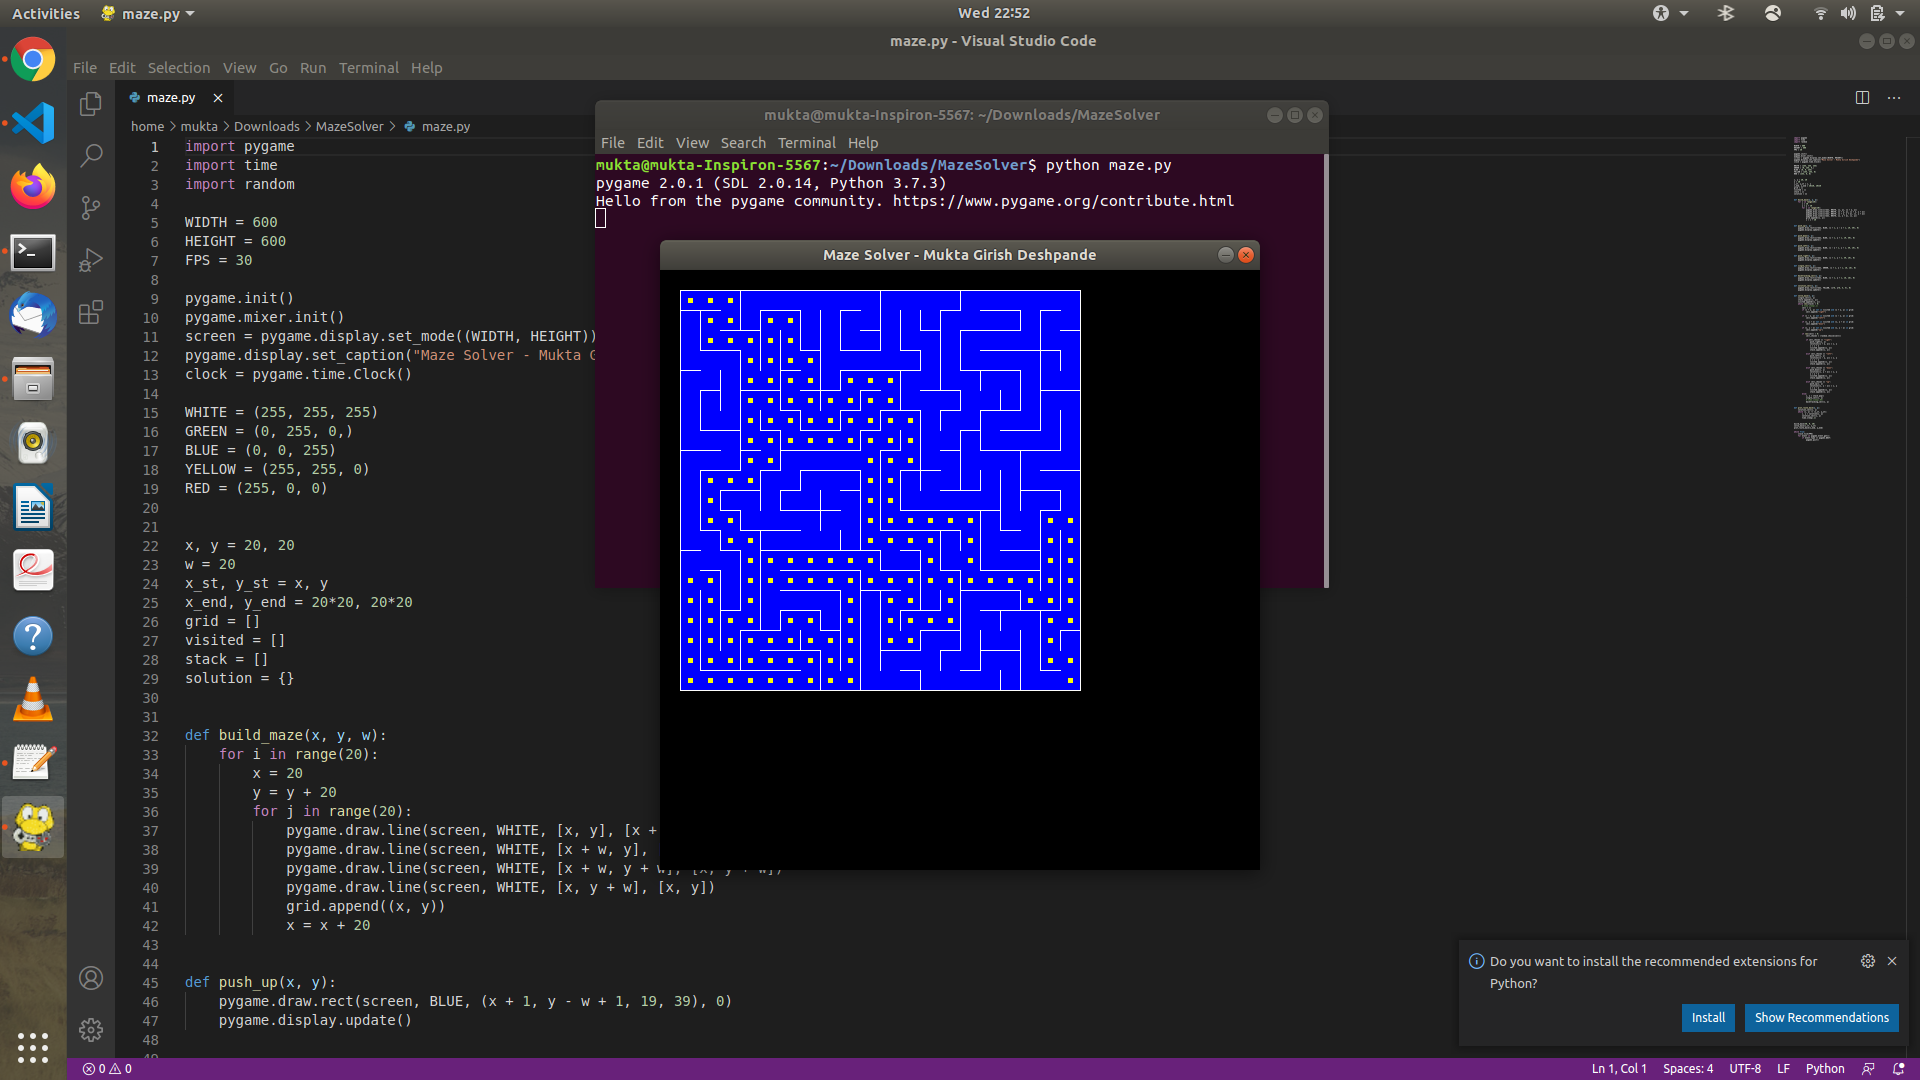 Activities maze.py Wed 22:52
maze.py - Visual Studio Code
File Edit Selection View Go Run Terminal Help
maze.py
home > mukta > Downloads > MazeSolver > maze.py
1 import pygame
2 import time
3 import random
4
5 WIDTH = 600
6 HEIGHT = 600
7 FPS = 30
8
9 pygame.init()
10 pygame.mixer.init()
11 screen = pygame.display.set_mode((WIDTH, HEIGHT))
12 pygame.display.set_caption("Maze Solver - Mukta G
13 clock = pygame.time.Clock()
14
15 WHITE = (255, 255, 255)
16 GREEN = (0, 255, 0,)
17 BLUE = (0, 0, 255)
18 YELLOW = (255, 255, 0)
19 RED = (255, 0, 0)
20
21
22 x, y = 20, 20
23 w = 20
24 x_st, y_st = x, y
25 x_end, y_end = 20*20, 20*20
26 grid = []
27 visited = []
28 stack = []
29 solution = {}
30
31
32 def build_maze(x, y, w):
33 for i in range(20):
34 x = 20
35 y = y + 20
36 for j in range(20):
37 pygame.draw.line(screen, WHITE, [x, y], [x +
38 pygame.draw.line(screen, WHITE, [x + w, y],
39 pygame.draw.line(screen, WHITE, [x + w, y + w], [x, y + w])
40 pygame.draw.line(screen, WHITE, [x, y + w], [x, y])
41 grid.append((x, y))
42 x = x + 20
43
44
45 def push_up(x, y):
46 pygame.draw.rect(screen, BLUE, (x + 1, y - w + 1, 19, 39), 0)
47 pygame.display.update()
48
mukta@mukta-Inspiron-5567: ~/Downloads/MazeSolver
File Edit View Search Terminal Help
mukta@mukta-Inspiron-5567:~/Downloads/MazeSolver$ python maze.py
pygame 2.0.1 (SDL 2.0.14, Python 3.7.3)
Hello from the pygame community. https://www.pygame.org/contribute.html
Maze Solver - Mukta Girish Deshpande
Do you want to install the recommended extensions for
Python?
Install Show Recommendations
0 0 Ln 1, Col 1 Spaces: 4 UTF-8 LF Python